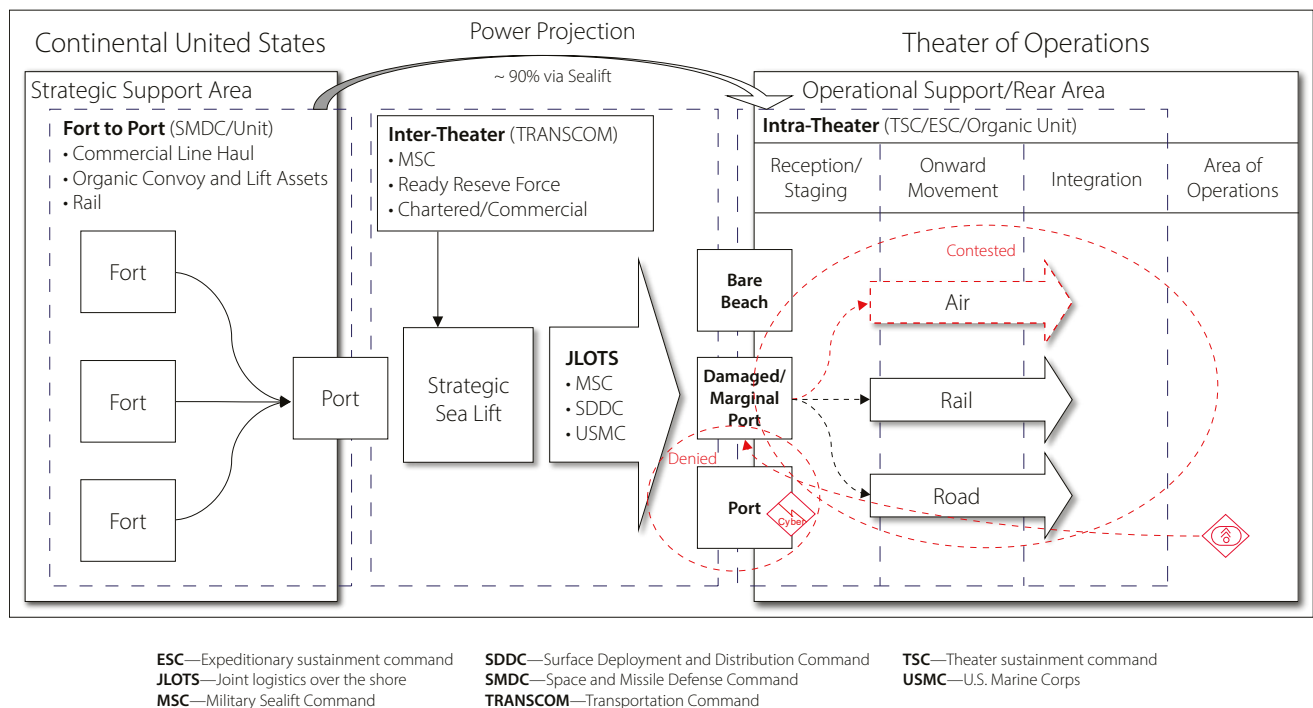 Continental United States
Power Projection
Theater of Operations
~ 90% via Sealift
Strategic Support Area
Operational Support/Rear Area
Fort to Port (SMDC/Unit)
• Commercial Line Haul
• Organic Convoy and Lift Assets
• Rail
Inter-Theater (TRANSCOM)
• MSC
• Ready Reseve Force
• Chartered/Commercial
Intra-Theater (TSC/ESC/Organic Unit)
Reception/
Staging
Onward
Movement
Integration
Area of
Operations
Fort
Fort
Fort
Port
Strategic
Sea Lift
JLOTS
• MSC
• SDDC
• USMC
Bare
Beach
Damaged/
Marginal
Port
Denied
Port
Cyber
Contested
Air
Rail
Road
ESC—Expeditionary sustainment command
JLOTS—Joint logistics over the shore
MSC—Military Sealift Command
SDDC—Surface Deployment and Distribution Command
SMDC—Space and Missile Defense Command
TRANSCOM—Transportation Command
TSC—Theater sustainment command
USMC—U.S. Marine Corps